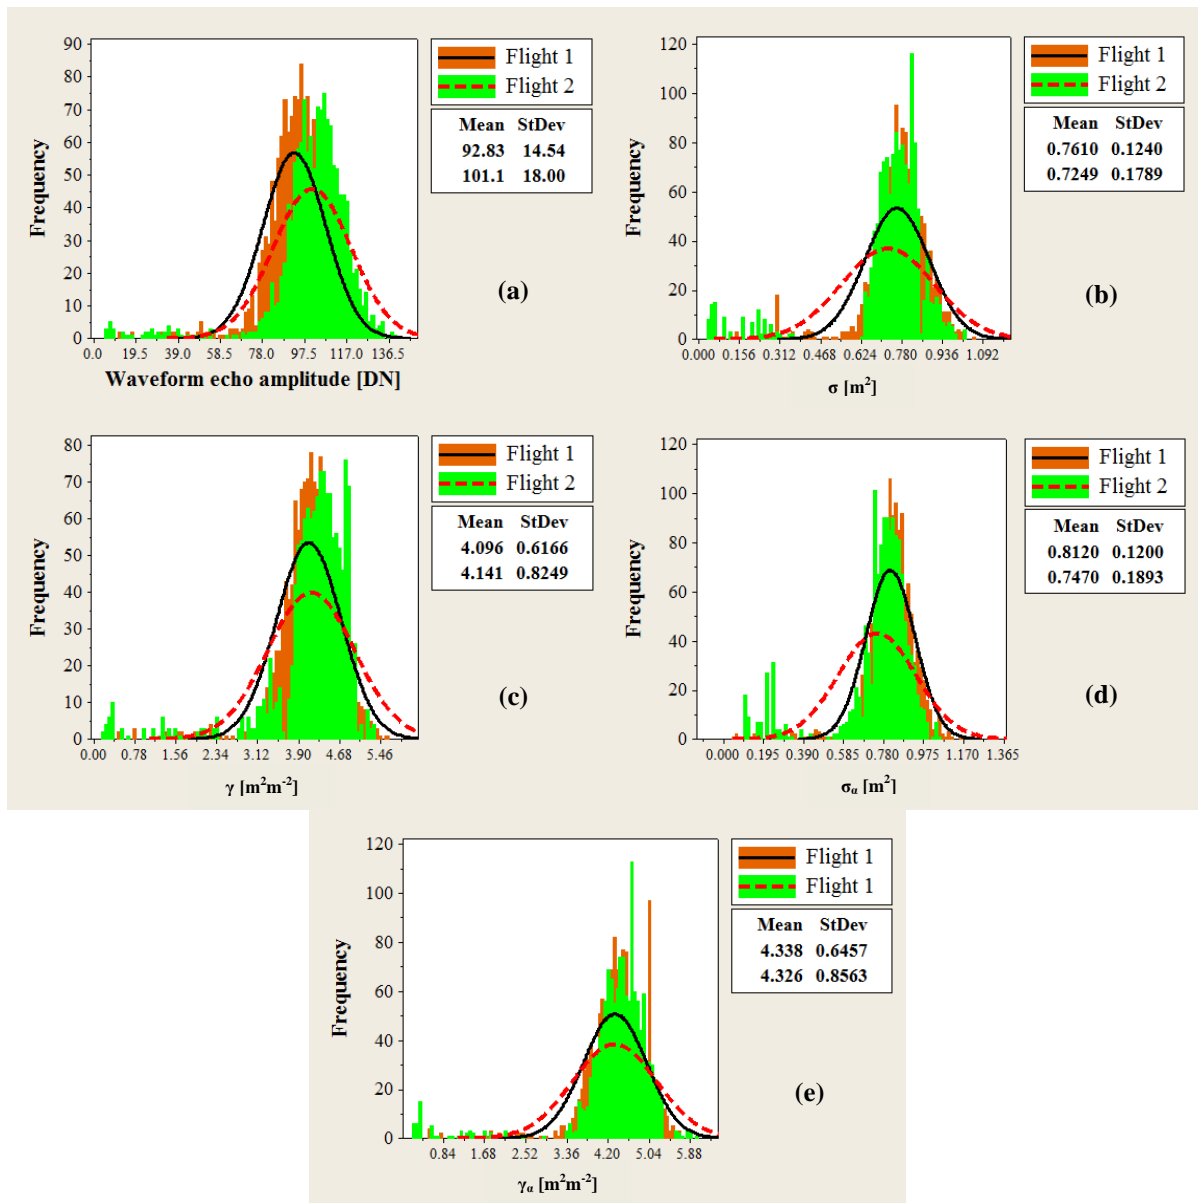 90
80
70
60
50
40
30
20
10
0
Frequency
0.0 19.5 39.0 58.5 78.0 97.5 117.0 136.5
Waveform echo amplitude [DN]
Flight 1
Flight 2
Mean StDev
92.83 14.54
101.1 18.00
(a)
120
100
80
60
40
20
0
Frequency
0.000 0.156 0.312 0.468 0.624 0.780 0.936 1.092
σ [m²]
Flight 1
Flight 2
Mean StDev
0.7610 0.1240
0.7249 0.1789
(b)
80
70
60
50
40
30
20
10
0
Frequency
0.00 0.78 1.56 2.34 3.12 3.90 4.68 5.46
γ [m²m⁻²]
Flight 1
Flight 2
Mean StDev
4.096 0.6166
4.141 0.8249
(c)
120
100
80
60
40
20
0
Frequency
0.000 0.195 0.390 0.585 0.780 0.975 1.170 1.365
σα [m²]
Flight 1
Flight 2
Mean StDev
0.8120 0.1200
0.7470 0.1893
(d)
120
100
80
60
40
20
0
Frequency
0.84 1.68 2.52 3.36 4.20 5.04 5.88
γα [m²m⁻²]
Flight 1
Flight 1
Mean StDev
4.338 0.6457
4.326 0.8563
(e)